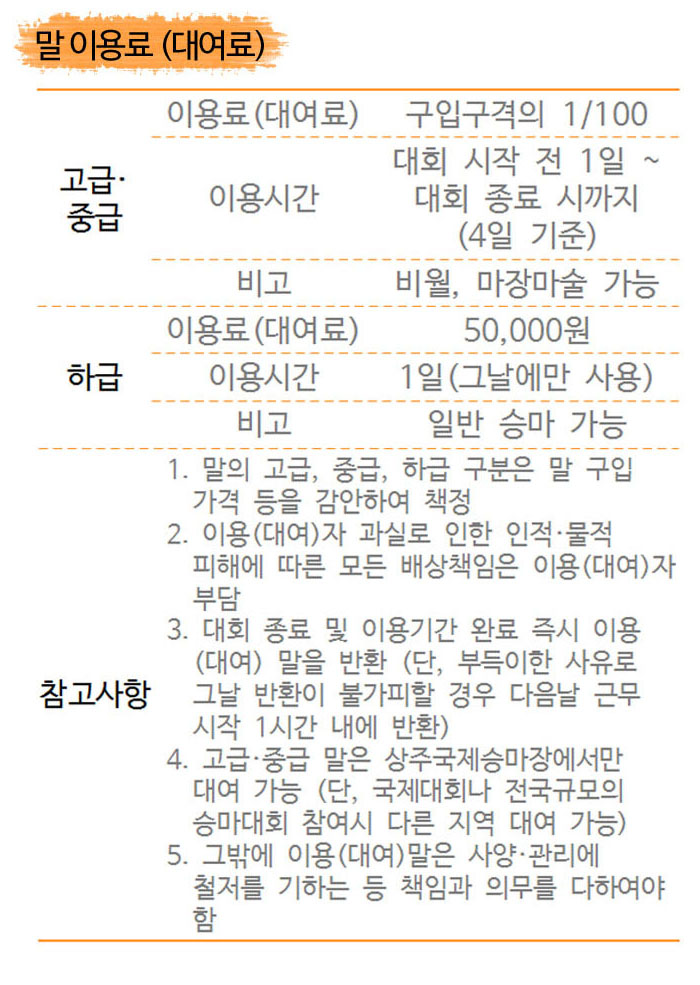 말 이용료 (대여료)
이용료(대여료) 구입구격의 1/100
고급·
중급
이용시간
대회 시작 전 1일 ~
대회 종료 시까지
(4일 기준)
비고 비월, 마장마술 가능
하급
이용료(대여료) 50,000원
이용시간 1일(그날에만 사용)
비고 일반 승마 가능
참고사항
1. 말의 고급, 중급, 하급 구분은 말 구입
가격 등을 감안하여 책정
2. 이용(대여)자 과실로 인한 인적·물적
피해에 따른 모든 배상책임은 이용(대여)자
부담
3. 대회 종료 및 이용기간 완료 즉시 이용
(대여) 말을 반환 (단, 부득이한 사유로
그날 반환이 불가피할 경우 다음날 근무
시작 1시간 내에 반환)
4. 고급·중급 말은 상주국제승마장에서만
대여 가능 (단, 국제대회나 전국규모의
승마대회 참여시 다른 지역 대여 가능)
5. 그밖에 이용(대여)말은 사양·관리에
철저를 기하는 등 책임과 의무를 다하여야
함